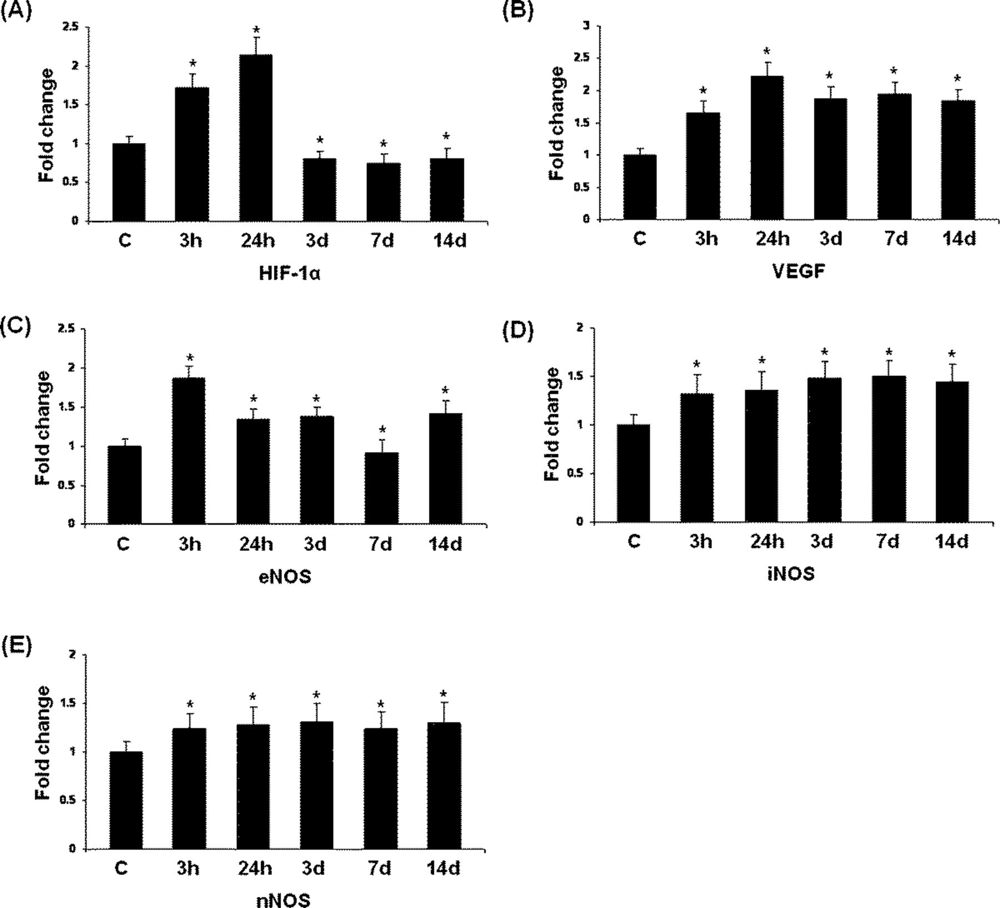 (A)
2.5
2
1.5
1
0.5
0
Fold change
* * * * *
C 3h 24h 3d 7d 14d
HIF-1α
(B)
3
2.5
2
1.5
1
0.5
0
Fold change
* * * * *
C 3h 24h 3d 7d 14d
VEGF
(C)
2.5
2
1.5
1
0.5
0
Fold change
* * * * *
C 3h 24h 3d 7d 14d
eNOS
(D)
2
1.5
1
0.5
0
Fold change
* * * * *
C 3h 24h 3d 7d 14d
iNOS
(E)
2
1.5
1
0.5
0
Fold change
* * * * *
C 3h 24h 3d 7d 14d
nNOS